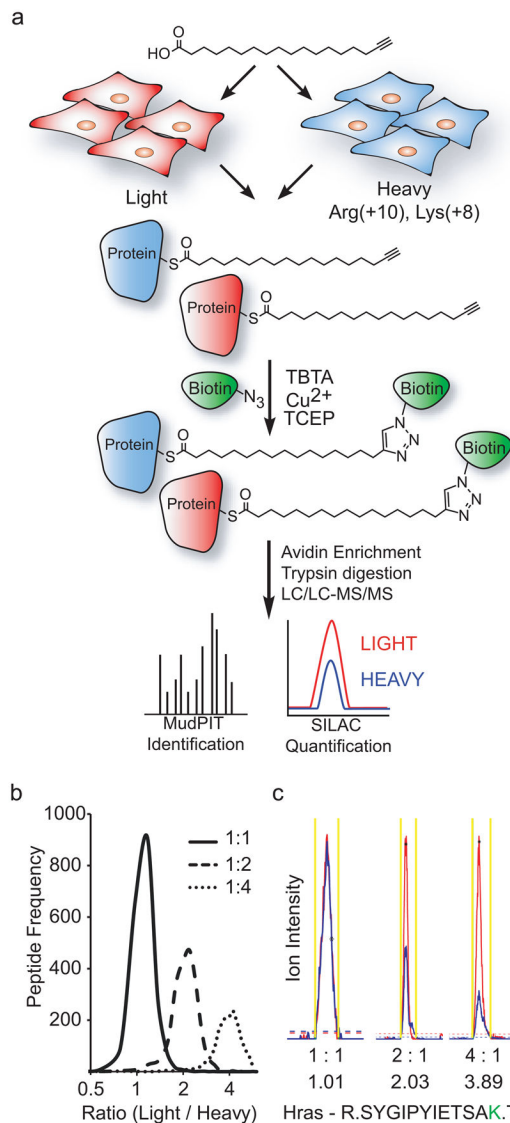 a
HO
O
Light
Heavy
Arg(+10), Lys(+8)
Protein
S
O
Protein
S
O
Biotin
N3
TBTA
Cu2+
TCEP
Biotin
Biotin
Protein
S
O
N
N
N
Protein
S
O
N
N
N
Avidin Enrichment
Trypsin digestion
LC/LC-MS/MS
LIGHT
HEAVY
MudPIT
Identification
SILAC
Quantification
b
Peptide Frequency
1000
800
600
400
200
1:1
1:2
1:4
0.5 1 2 4
Ratio (Light / Heavy)
c
Ion Intensity
1 : 1 2 : 1 4 : 1
1.01 2.03 3.89
Hras - R.SYGIPYIETSAK.T